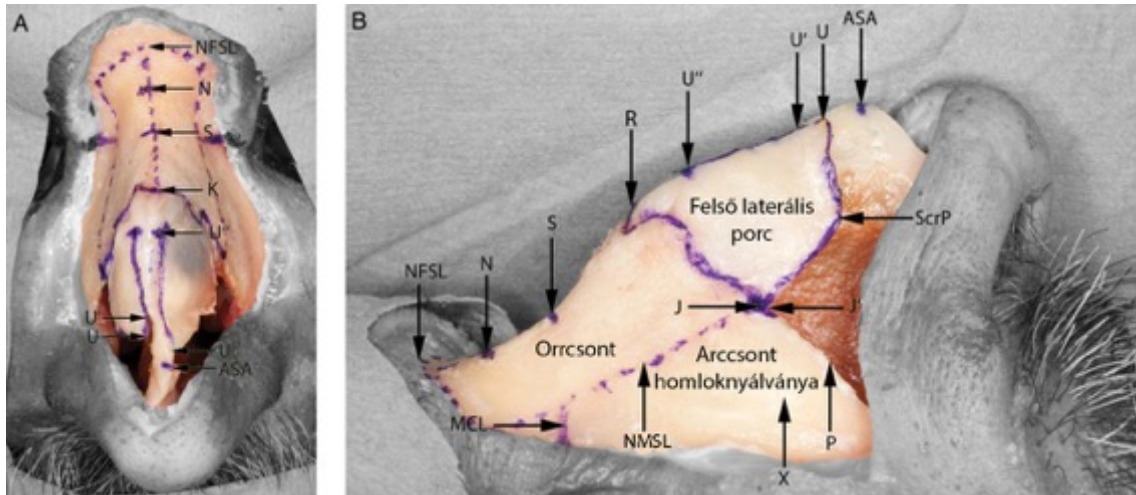 A
NFSL
N
S
K
U"
U'
U
U
ASA
B
ASA
U'
U
U"
R
S
NFSL
N
Felső laterális
porc
ScrP
J
J'
Orrcsont
Arccsont
homloknyálványa
MCL
NMSL
P
X